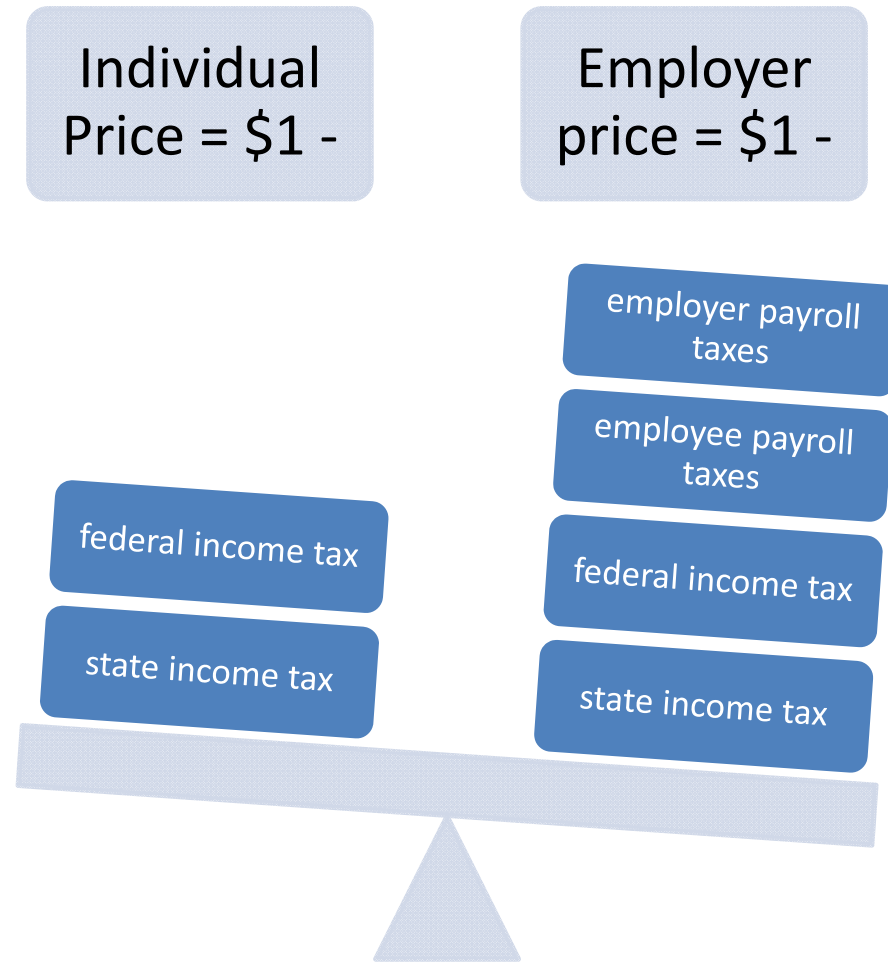 Individual
Price = $1 -
Employer
price = $1 -
employer payroll
taxes
employee payroll
taxes
federal income tax
federal income tax
state income tax
state income tax